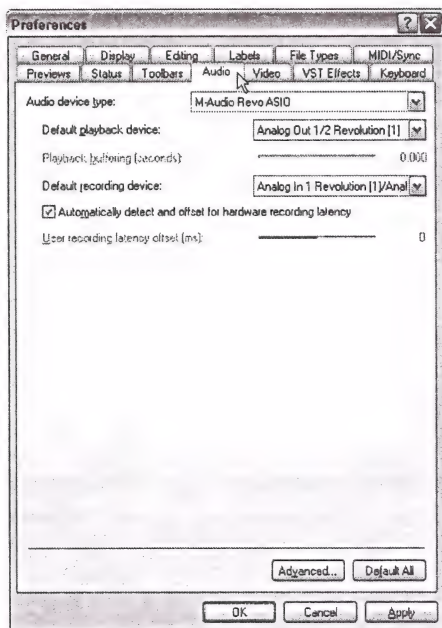 Preferences
General Display Editing Labels File Types MIDI/Sync
Previews Status Toolbars Audio Video VST Effects Keyboard
Audio device type: M-Audio Revo ASIO
Default playback device: Analog Out 1/2 Revolution [1]
Playback buffering (seconds): 0.000
Default recording device: Analog In 1 Revolution [1]/Anal
Automatically detect and offset for hardware recording latency
User recording latency offset (ms): 0
Advanced... Default All
OK Cancel Apply